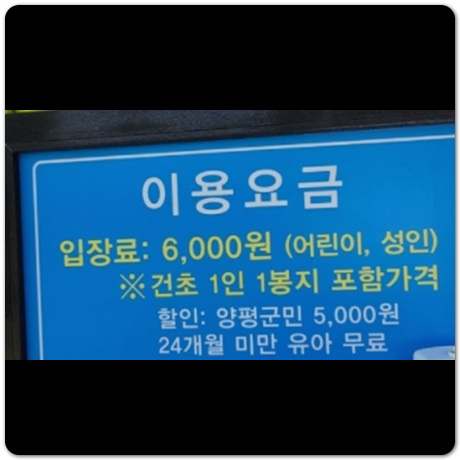 이용요금
입장료: 6,000원 (어린이, 성인)
※건초 1인 1봉지 포함가격
할인: 양평군민 5,000원
24개월 미만 유아 무료